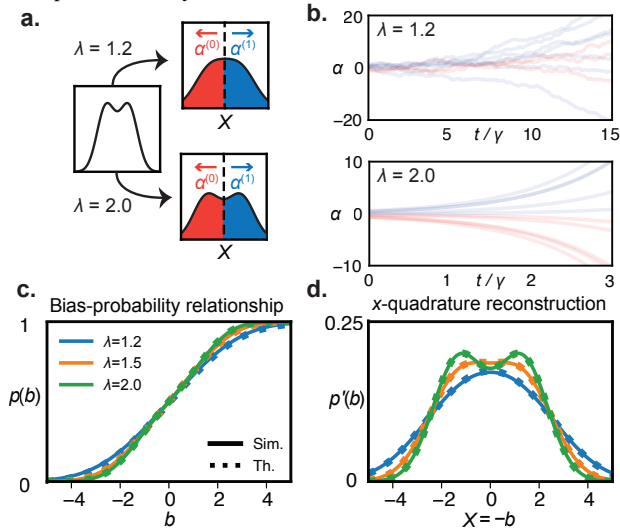 a.
λ = 1.2
α(0) α(1)
X
λ = 2.0
α(0) α(1)
X
b.
20
λ = 1.2
α 0
−20
0 5 t / γ 10 15
10
λ = 2.0
α 0
−10
0 1 t / γ 2 3
c.
Bias-probability relationship
1
λ=1.2
λ=1.5
λ=2.0
p(b)
Sim.
Th.
0
−4 −2 0 2 4
b
d.
x-quadrature reconstruction
0.25
p′(b)
0
−4 −2 0 2 4
X = −b